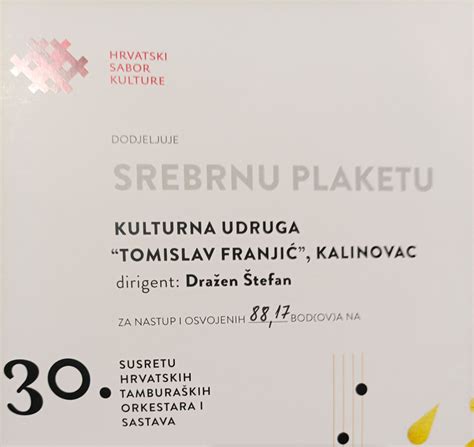 HRVATSKI
SABOR
KULTURE
DODJELJUJE
SREBRNU PLAKETU
KULTURNA UDRUGA
“TOMISLAV FRANJIĆ”, KALINOVAC
dirigent: Dražen Štefan
ZA NASTUP I OSVOJENIH 88,17 BOD(OV)A NA
30.
SUSRETU
HRVATSKIH
TAMBURAŠKIH
ORKESTARA I
SASTAVA